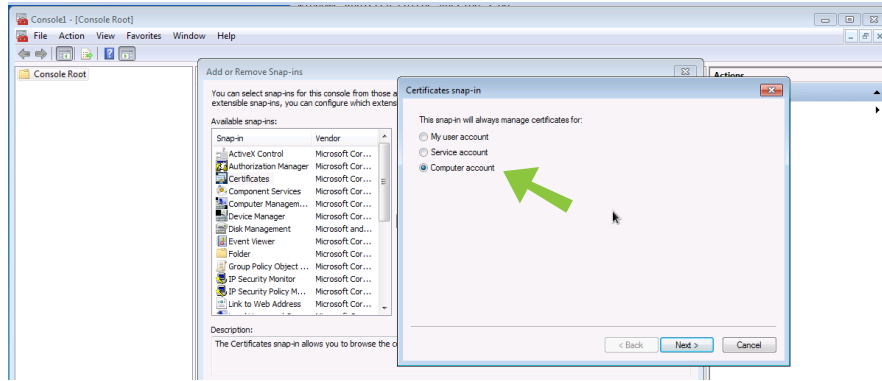 Console1 - [Console Root]
File Action View Favorites Window Help
Console Root
Add or Remove Snap-ins
You can select snap-ins for this console from those a
extensible snap-ins, you can configure which extens
Available snap-ins:
Snap-in Vendor
ActiveX Control Microsoft Cor...
Authorization Manager Microsoft Cor...
Certificates Microsoft Cor...
Component Services Microsoft Cor...
Computer Managem... Microsoft Cor...
Device Manager Microsoft Cor...
Disk Management Microsoft and...
Event Viewer Microsoft Cor...
Folder Microsoft Cor...
Group Policy Object ... Microsoft Cor...
IP Security Monitor Microsoft Cor...
IP Security Policy M... Microsoft Cor...
Link to Web Address Microsoft Cor...
Description:
The Certificates snap-in allows you to browse the c
Certificates snap-in
This snap-in will always manage certificates for:
My user account
Service account
Computer account
< Back Next > Cancel
Actions